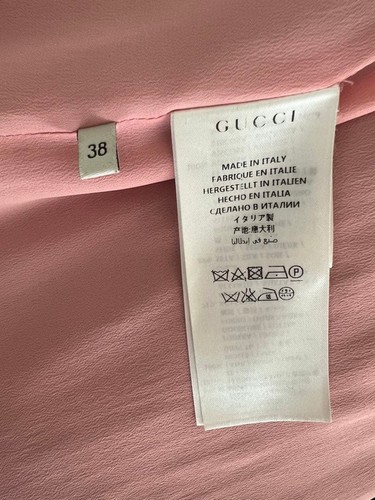 38
GUCCI
MADE IN ITALY
FABRIQUE EN ITALIE
HERGESTELLT IN ITALIEN
HECHO EN ITALIA
СДЕЛАНО В ИТАЛИИ
イタリア製
产地:意大利
صنع في إيطاليا
P